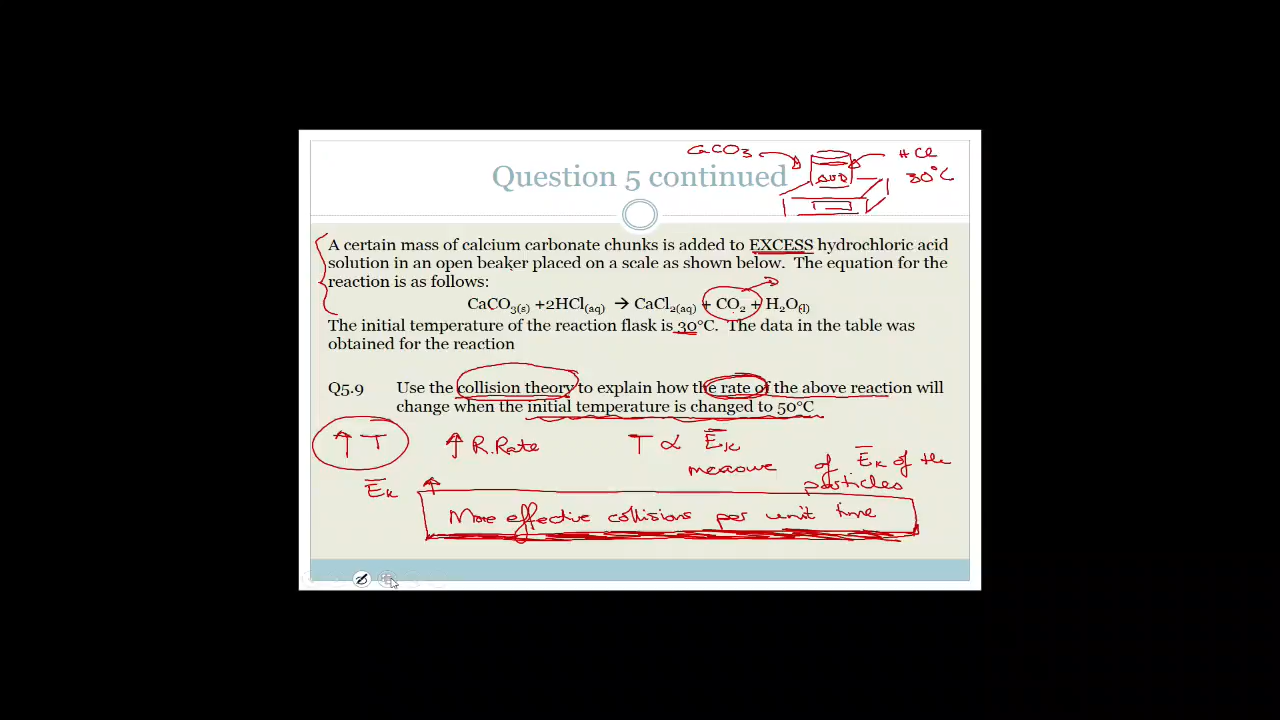 CaCO3
HCl
Question 5 continued
30°C
A certain mass of calcium carbonate chunks is added to EXCESS hydrochloric acid
solution in an open beaker placed on a scale as shown below. The equation for the
reaction is as follows:
CaCO3(s) +2HCl(aq) → CaCl2(aq) + CO2 + H2O(l)
The initial temperature of the reaction flask is 30°C. The data in the table was
obtained for the reaction
Q5.9 Use the collision theory to explain how the rate of the above reaction will
change when the initial temperature is changed to 50°C
↑ T ↑ R.Rate T ∝ Ēk
measure of Ēk of the
particles
Ēk ↑
More effective collisions per unit time